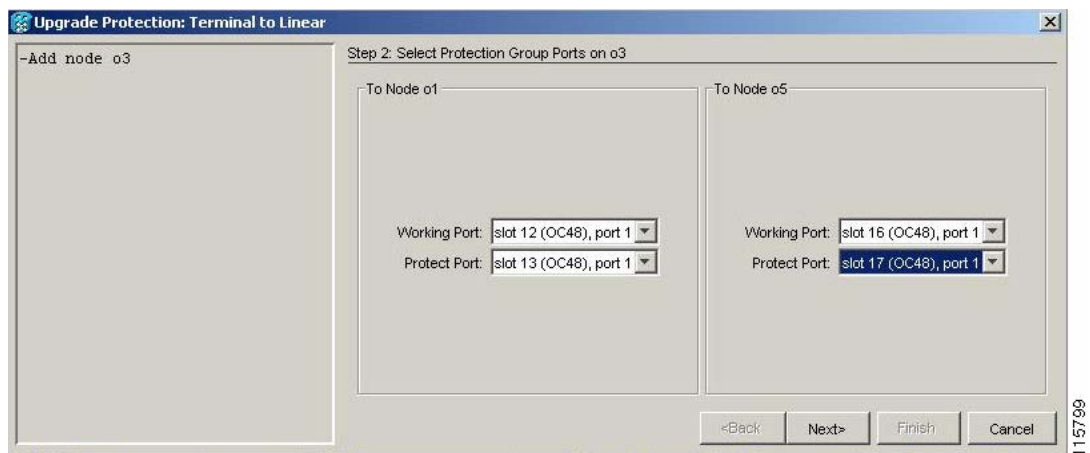 Upgrade Protection: Terminal to Linear
-Add node o3
Step 2: Select Protection Group Ports on o3
To Node o1
Working Port: slot 12 (OC48), port 1
Protect Port: slot 13 (OC48), port 1
To Node o5
Working Port: slot 16 (OC48), port 1
Protect Port: slot 17 (OC48), port 1
<Back Next> Finish Cancel
115799